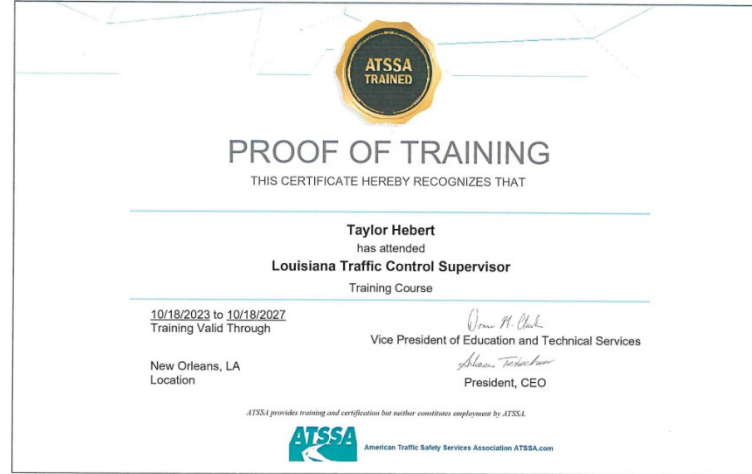 ATSSA
TRAINED
PROOF OF TRAINING
THIS CERTIFICATE HEREBY RECOGNIZES THAT
Taylor Hebert
has attended
Louisiana Traffic Control Supervisor
Training Course
10/18/2023 to 10/18/2027
Training Valid Through
Vice President of Education and Technical Services
New Orleans, LA
Location
President, CEO
ATSSA provides training and certification but neither constitutes employment by ATSSA.
ATSSA
American Traffic Safety Services Association ATSSA.com